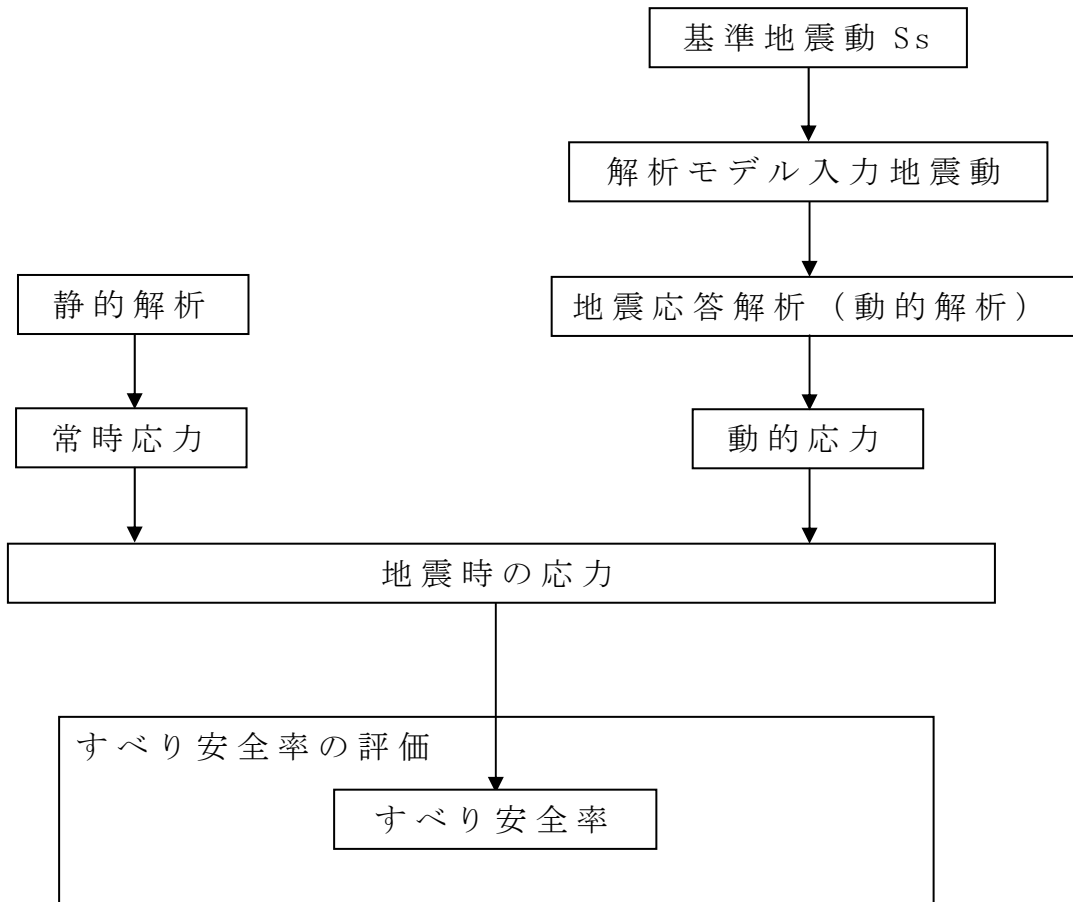 基準地震動 Ss
解析モデル入力地震動
地震応答解析（動的解析）
静的解析
常時応力
動的応力
地震時の応力
すべり安全率の評価
すべり安全率